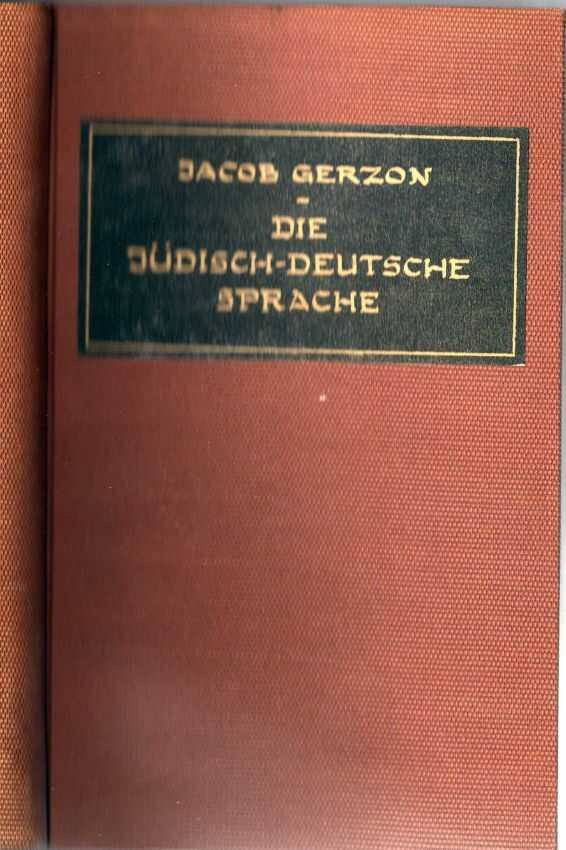 JACOB GERZON
-
DIE
JÜDISCH-DEUTSCHE
SPRACHE